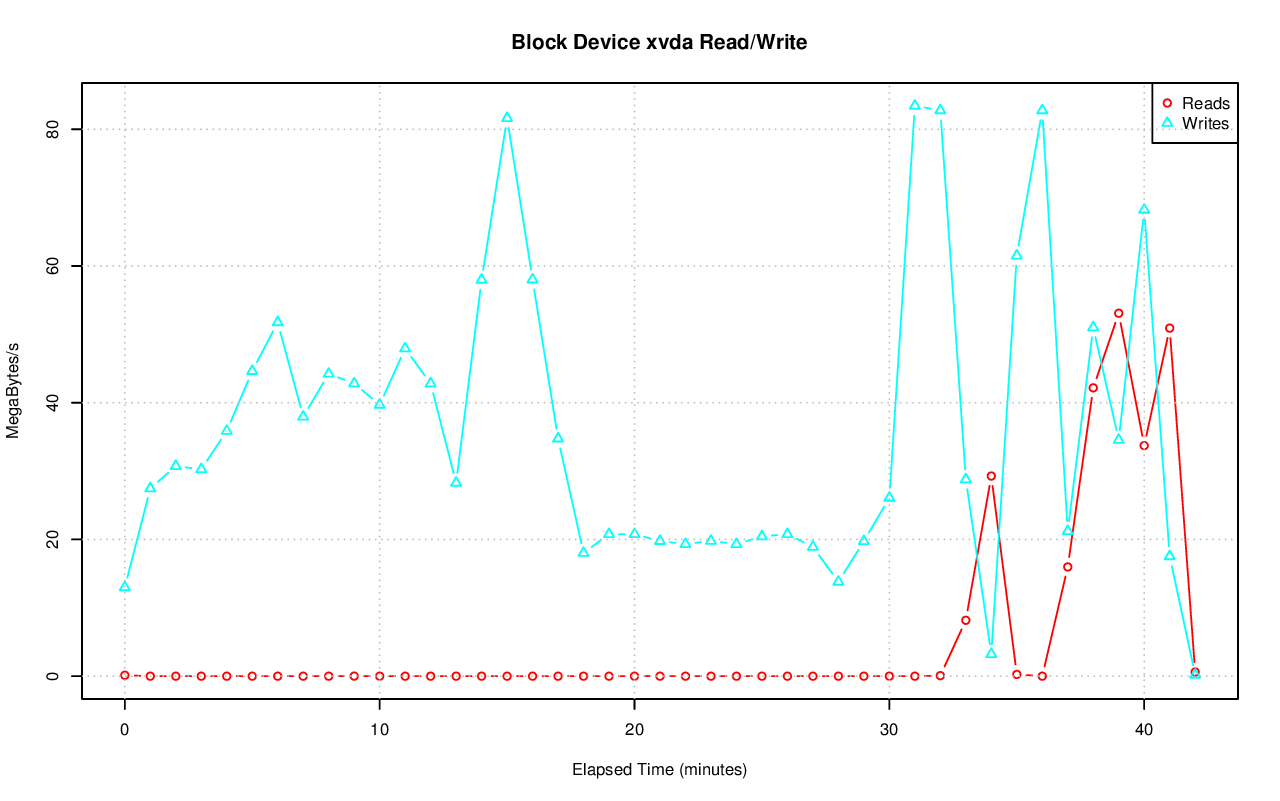 Block Device xvda Read/Write
Reads
Writes
MegaBytes/s
80
60
40
20
0
0 10 20 30 40
Elapsed Time (minutes)